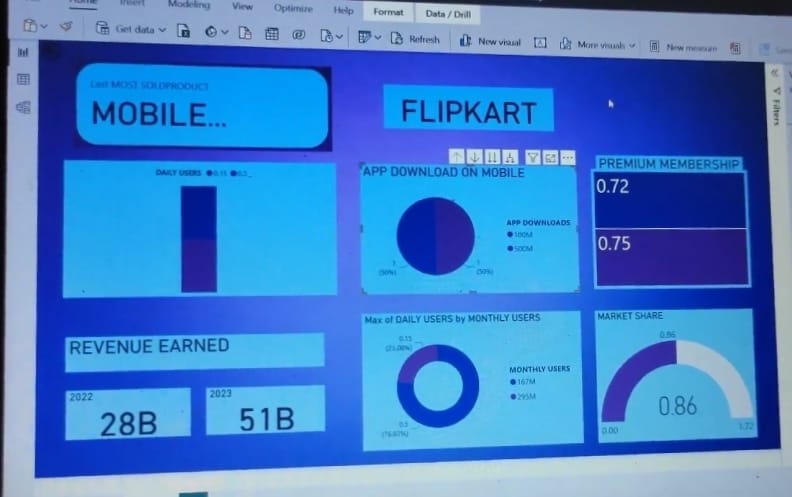 Home
Insert
Modeling
View
Optimize
Help
Format
Data / Drill
Get data
Refresh
New visual
More visuals
New measure
Filters
Last MOST SOLDPRODUCT
MOBILE...
FLIPKART
DAILY USERS 0.15 0.5
APP DOWNLOAD ON MOBILE
APP DOWNLOADS
100M
500M
1
(50%)
1
(50%)
PREMIUM MEMBERSHIP
0.72
0.75
REVENUE EARNED
2022
28B
2023
51B
Max of DAILY USERS by MONTHLY USERS
0.15
(23.08%)
MONTHLY USERS
167M
295M
0.5
(76.92%)
MARKET SHARE
0.86
0.86
0.00
1.72